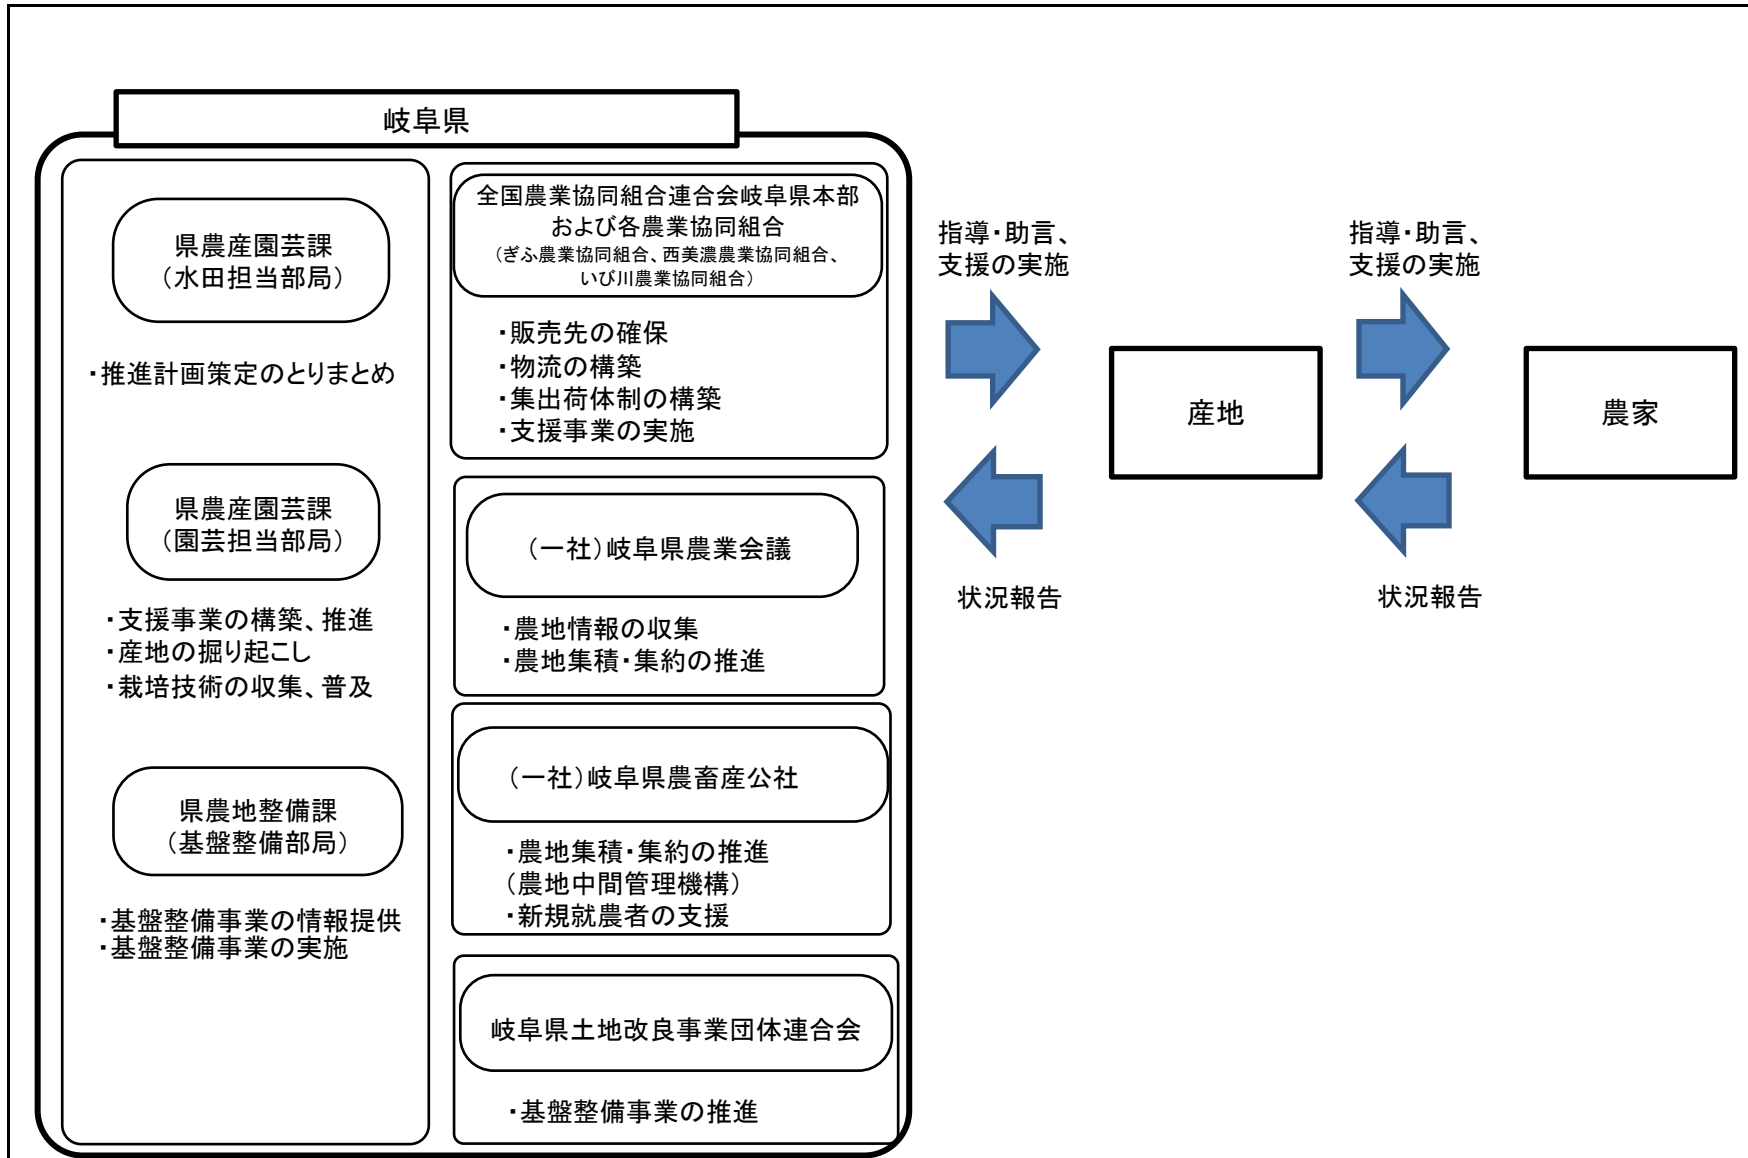 岐阜県
県農産園芸課
（水田担当部局）
・推進計画策定のとりまとめ
県農産園芸課
（園芸担当部局）
・支援事業の構築、推進
・産地の掘り起こし
・栽培技術の収集、普及
県農地整備課
（基盤整備部局）
・基盤整備事業の情報提供
・基盤整備事業の実施
全国農業協同組合連合会岐阜県本部
および各農業協同組合
（ぎふ農業協同組合、西美濃農業協同組合、
いび川農業協同組合）
・販売先の確保
・物流の構築
・集出荷体制の構築
・支援事業の実施
（一社）岐阜県農業会議
・農地情報の収集
・農地集積・集約の推進
（一社）岐阜県農畜産公社
・農地集積・集約の推進
（農地中間管理機構）
・新規就農者の支援
岐阜県土地改良事業団体連合会
・基盤整備事業の推進
指導・助言、
支援の実施
状況報告
産地
指導・助言、
支援の実施
状況報告
農家